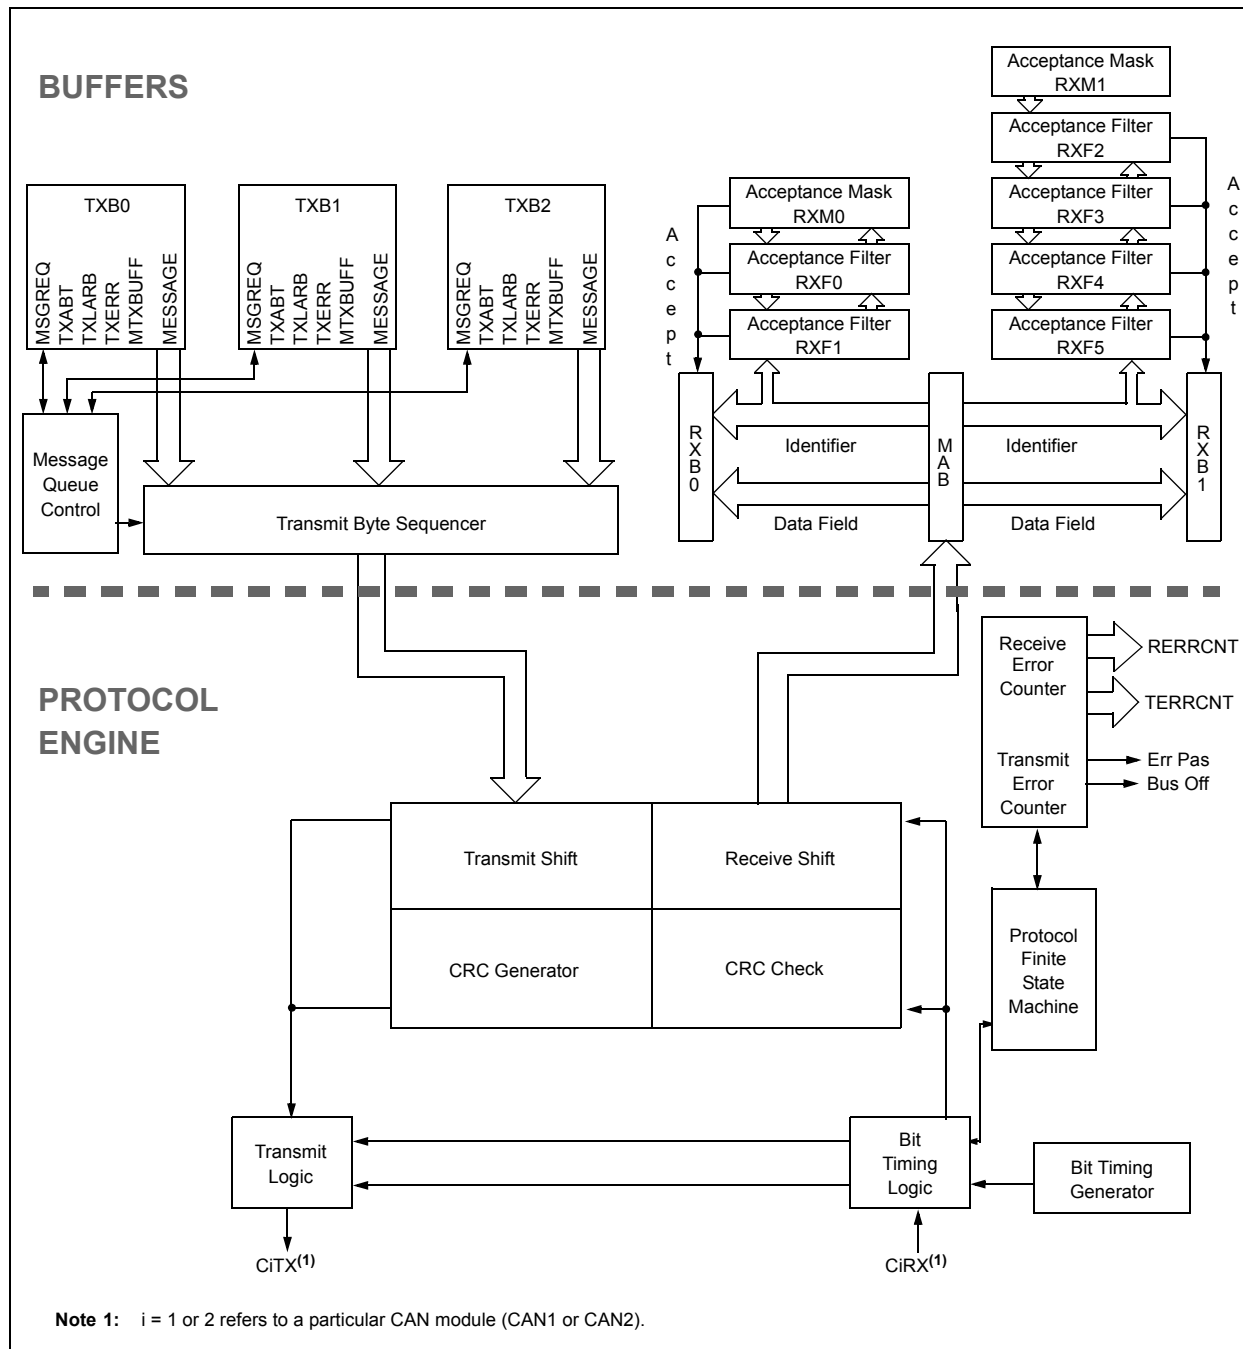 BUFFERS
TXB0
MSGREQ
TXABT
TXLARB
TXERR
MTXBUFF
MESSAGE
TXB1
MSGREQ
TXABT
TXLARB
TXERR
MTXBUFF
MESSAGE
TXB2
MSGREQ
TXABT
TXLARB
TXERR
MTXBUFF
MESSAGE
Message
Queue
Control
Transmit Byte Sequencer
Accept
Acceptance Mask
RXM0
Acceptance Filter
RXF0
Acceptance Filter
RXF1
Acceptance Mask
RXM1
Acceptance Filter
RXF2
Acceptance Filter
RXF3
Acceptance Filter
RXF4
Acceptance Filter
RXF5
Accept
RXB0
Identifier
Data Field
MAB
Identifier
Data Field
RXB1
PROTOCOL
ENGINE
Receive
Error
Counter
Transmit
Error
Counter
RERRCNT
TERRCNT
Err Pas
Bus Off
Transmit Shift
Receive Shift
CRC Generator
CRC Check
Protocol
Finite
State
Machine
Transmit
Logic
Bit
Timing
Logic
Bit Timing
Generator
CiTX(1)
CiRX(1)
Note 1: i = 1 or 2 refers to a particular CAN module (CAN1 or CAN2).